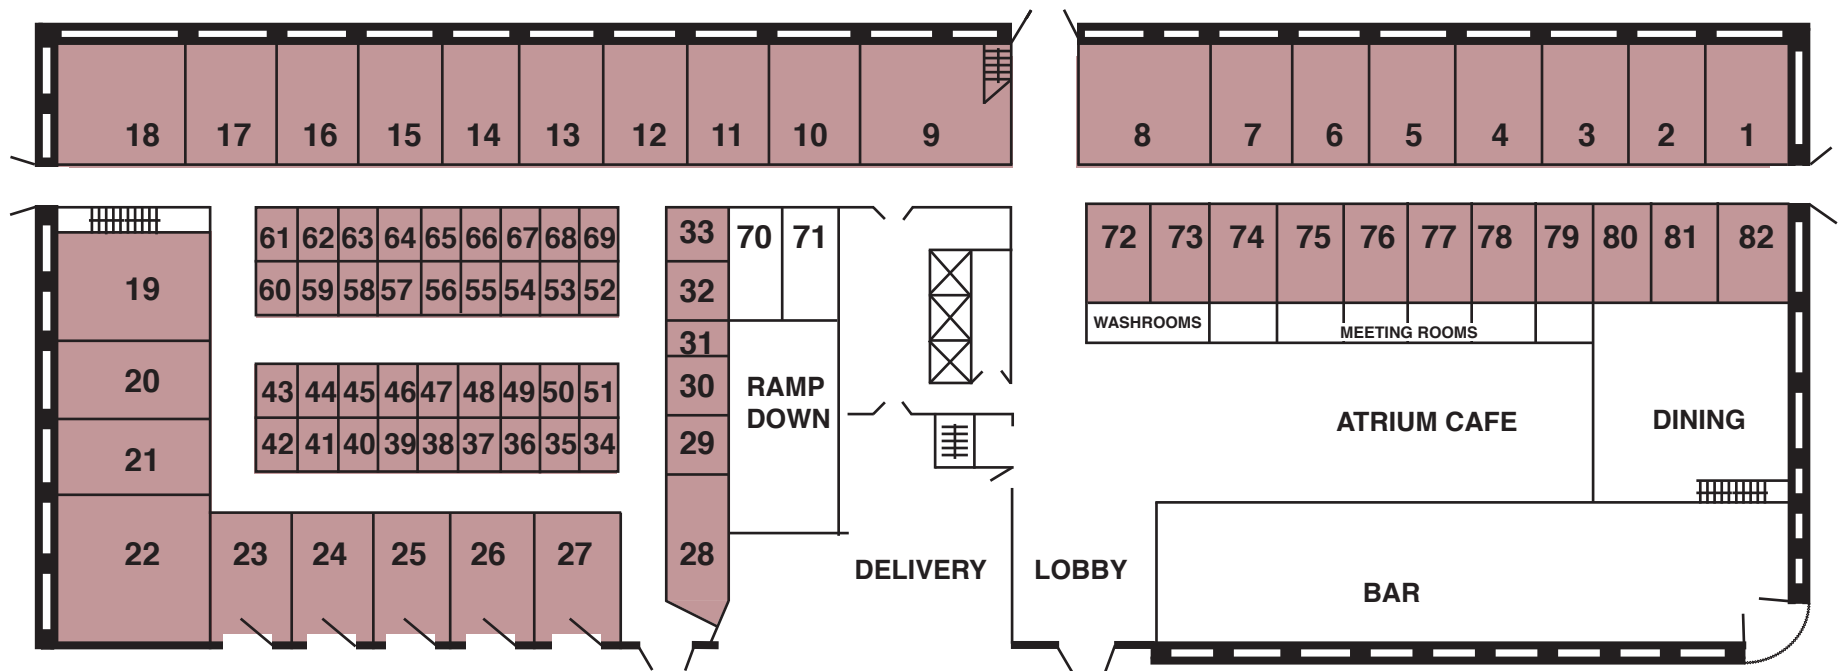 18 17 16 15 14 13 12 11 10 9 8 7 6 5 4 3 2 1
61 62 63 64 65 66 67 68 69 33 70 71 72 73 74 75 76 77 78 79 80 81 82
19 60 59 58 57 56 55 54 53 52 32
WASHROOMS
MEETING ROOMS
31
20 43 44 45 46 47 48 49 50 51 30 RAMP
DOWN
ATRIUM CAFE DINING
21 42 41 40 39 38 37 36 35 34 29
22 23 24 25 26 27 28
DELIVERY LOBBY
BAR